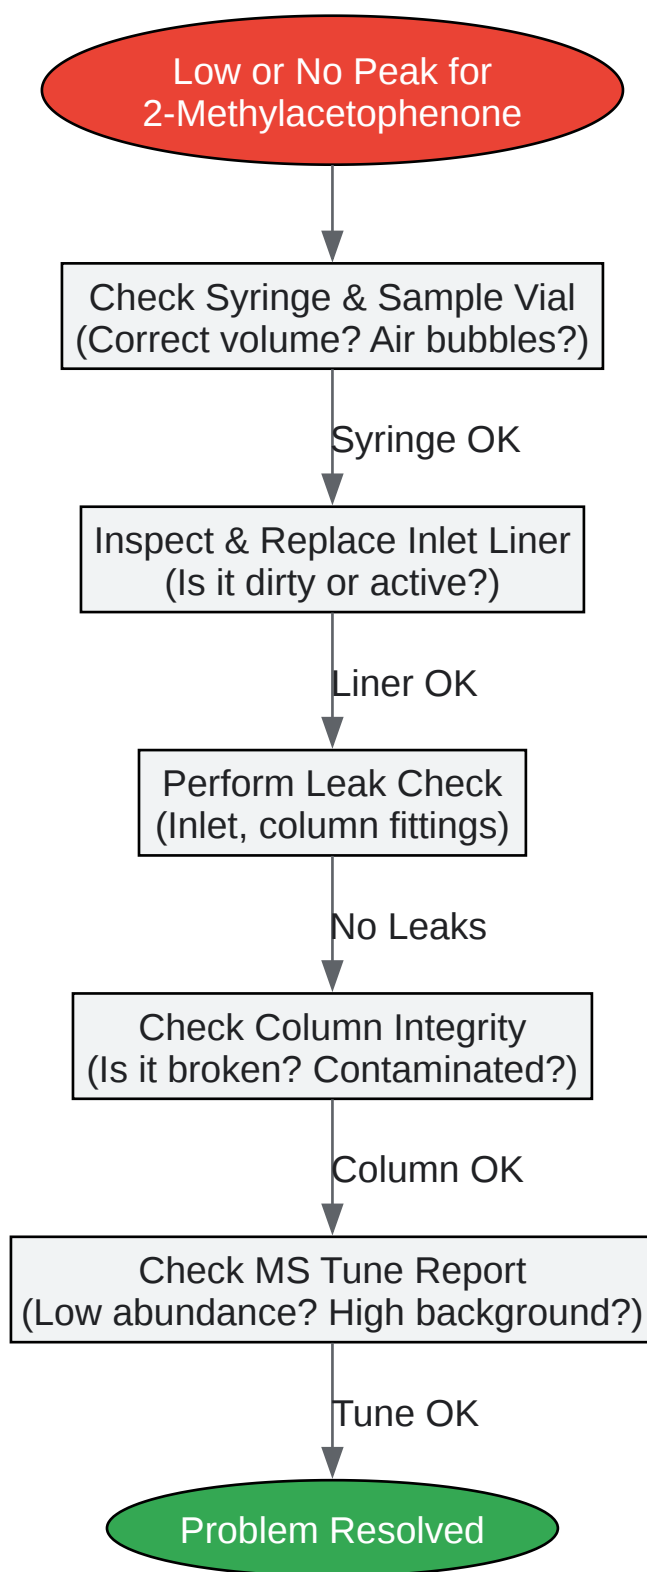 Low or No Peak for
2-Methylacetophenone
Check Syringe & Sample Vial
(Correct volume? Air bubbles?)
Syringe OK
Inspect & Replace Inlet Liner
(Is it dirty or active?)
Liner OK
Perform Leak Check
(Inlet, column fittings)
No Leaks
Check Column Integrity
(Is it broken? Contaminated?)
Column OK
Check MS Tune Report
(Low abundance? High background?)
Tune OK
Problem Resolved